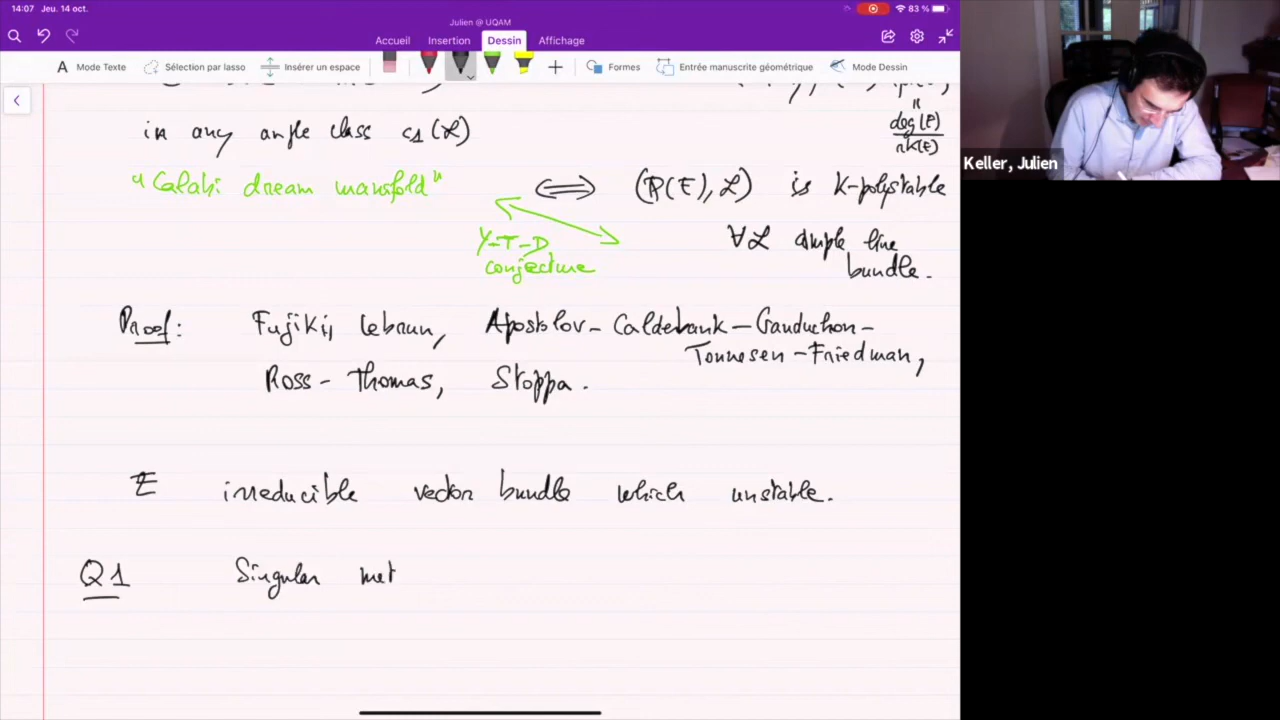 14:07 Jeu. 14 oct.
83 %
Julien @ UQAM
Accueil Insertion Dessin Affichage
Mode Texte Sélection par lasso Insérer un espace Formes Entrée manuscrite géométrique Mode Dessin
in any angle class c1(L)
deg(E)
rk(E)
"Calabi dream manifold" ⟺ (P(E), L) is K-polystable
Y-T-D
conjecture
∀L ample line
bundle.
Proof: Fujiki, Lebrun, Apostolov - Calderbank - Gauduchon -
Tonnesen - Friedman,
Ross - Thomas, Stoppa.
E irreducible vector bundle which unstable.
Q1 Singular met
Keller, Julien